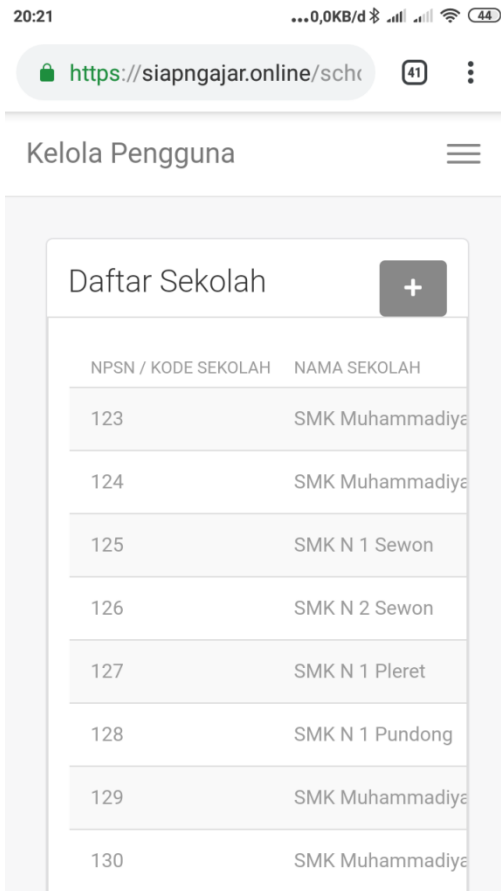 20:21 ...0,0KB/d 44
https://siapngajar.online/scho 41
Kelola Pengguna
Daftar Sekolah +
NPSN / KODE SEKOLAH NAMA SEKOLAH
123 SMK Muhammadiya
124 SMK Muhammadiya
125 SMK N 1 Sewon
126 SMK N 2 Sewon
127 SMK N 1 Pleret
128 SMK N 1 Pundong
129 SMK Muhammadiya
130 SMK Muhammadiya